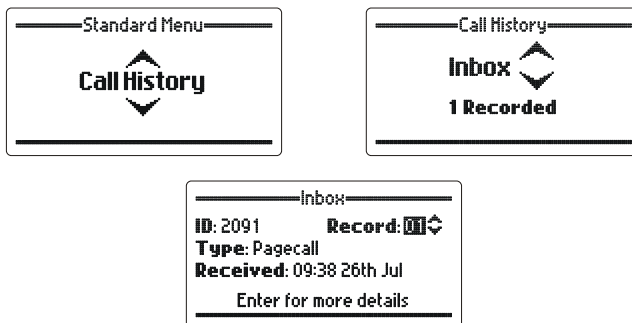 Standard Menu
Call History
Call History
Inbox
1 Recorded
Inbox
ID: 2091 Record: 01
Type: Pagecall
Received: 09:38 26th Jul
Enter for more details